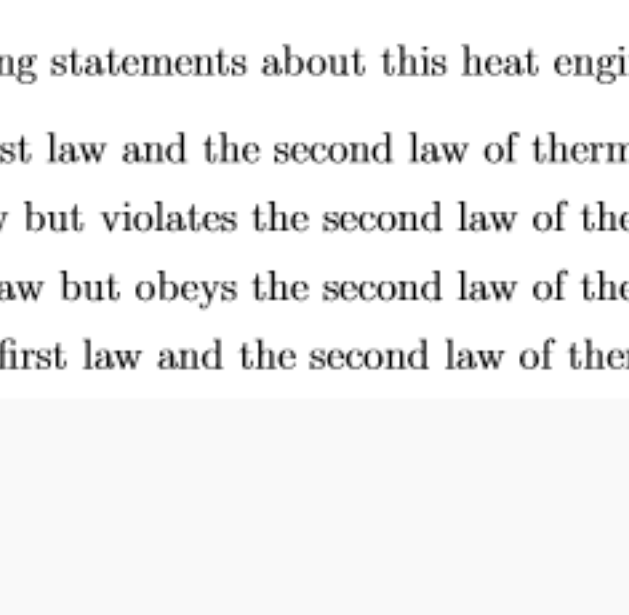 ng statements about this heat engi
st law and the second law of therm
y but violates the second law of the
aw but obeys the second law of the
first law and the second law of ther